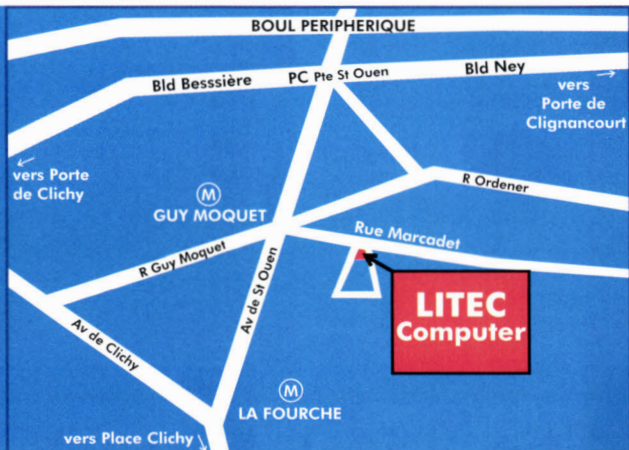 BOUL PERIPHERIQUE
Bld Besssière
PC Pte St Ouen
Bld Ney
vers
Porte de
Clignancourt
vers Porte
de Clichy
M
GUY MOQUET
R Ordener
Rue Marcadet
R Guy Moquet
Av de St Ouen
LITEC
Computer
Av de Clichy
M
LA FOURCHE
vers Place Clichy